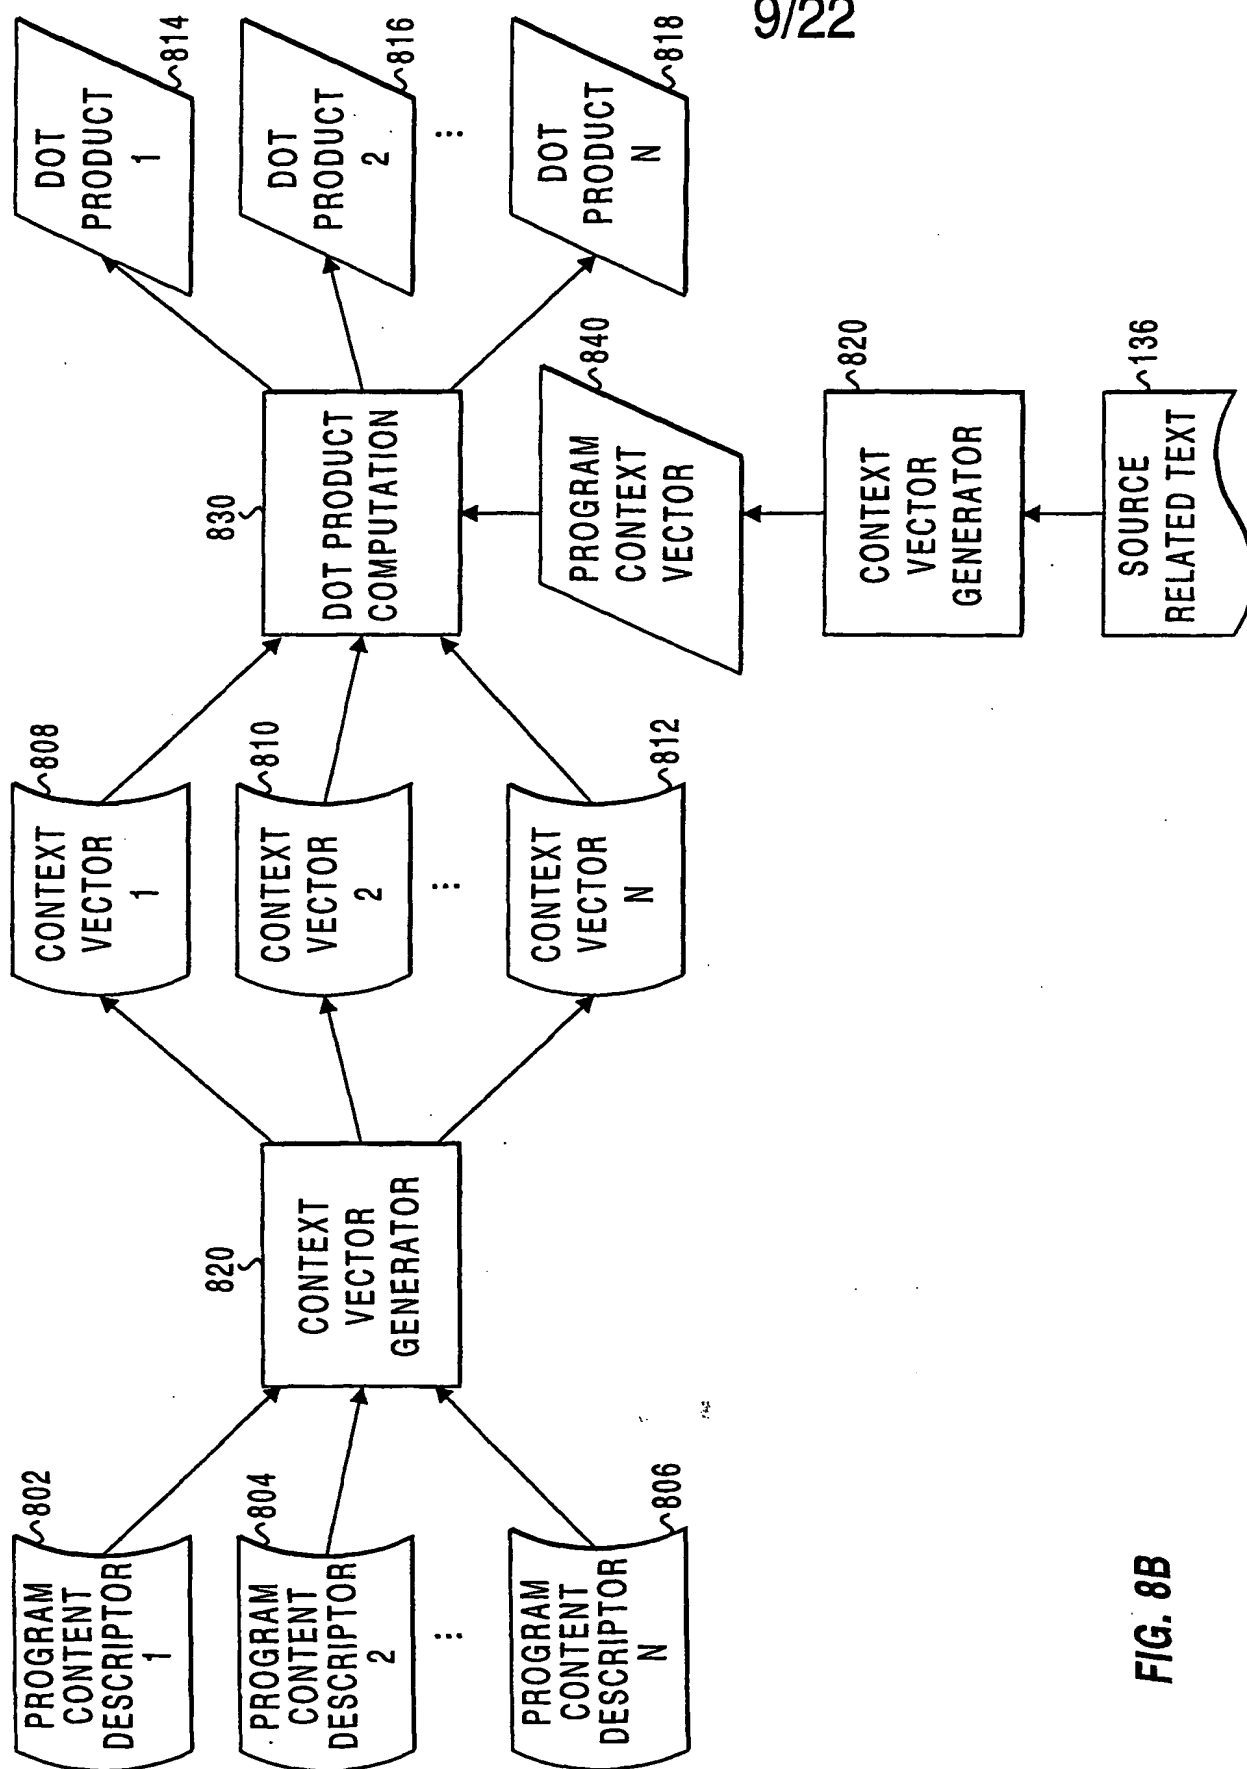 9/22
PROGRAM
CONTENT
DESCRIPTOR
1
802
PROGRAM
CONTENT
DESCRIPTOR
2
804
⋮
PROGRAM
CONTENT
DESCRIPTOR
N
806
820
CONTEXT
VECTOR
GENERATOR
CONTEXT
VECTOR
1
808
CONTEXT
VECTOR
2
810
⋮
CONTEXT
VECTOR
N
812
830
DOT PRODUCT
COMPUTATION
DOT
PRODUCT
1
814
DOT
PRODUCT
2
816
⋮
DOT
PRODUCT
N
818
PROGRAM
CONTEXT
VECTOR
840
CONTEXT
VECTOR
GENERATOR
820
SOURCE
RELATED TEXT
136
FIG. 8B